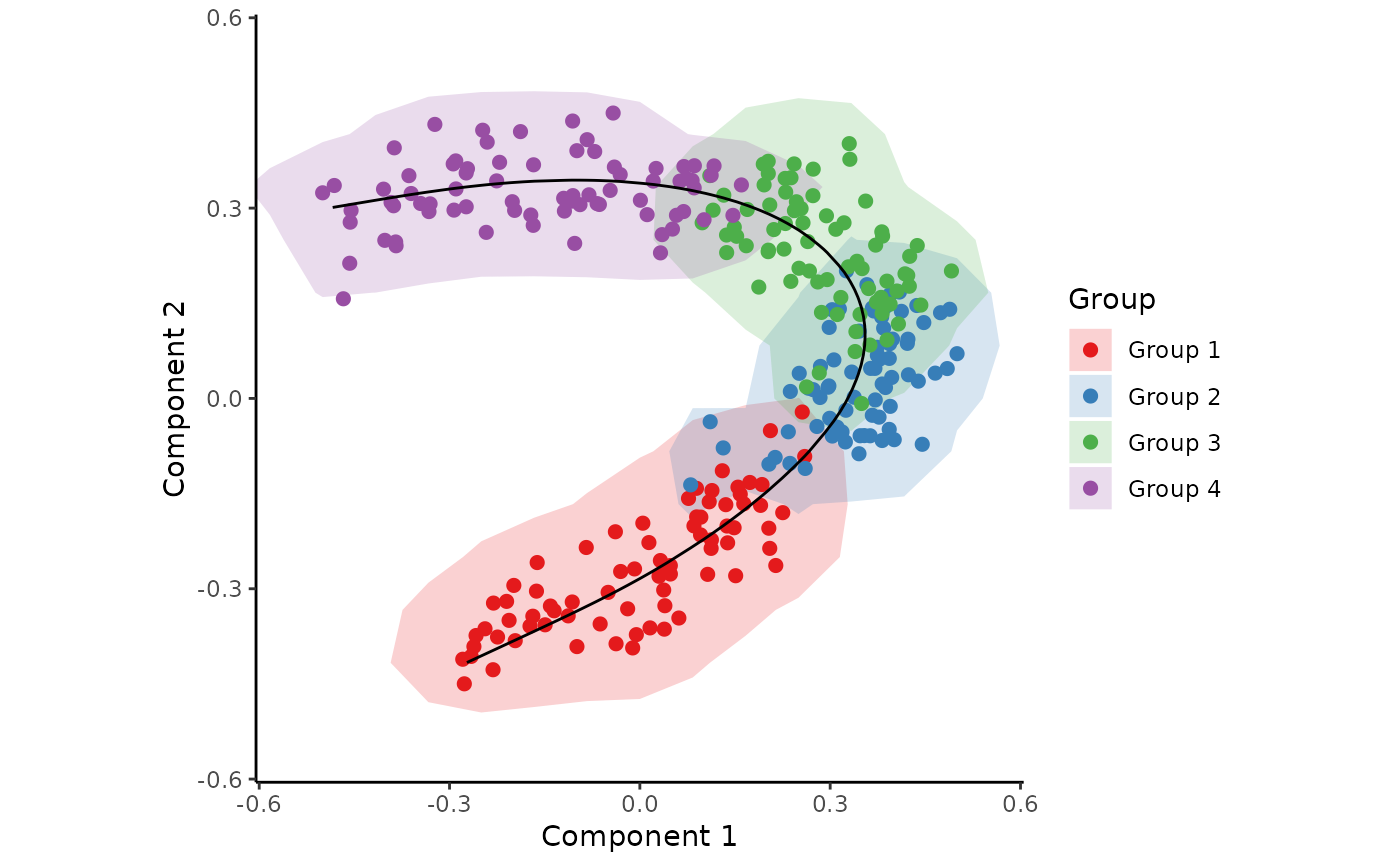 0.6
0.3
0.0
-0.3
-0.6
Component 2
-0.6 -0.3 0.0 0.3 0.6
Component 1
Group
Group 1
Group 2
Group 3
Group 4